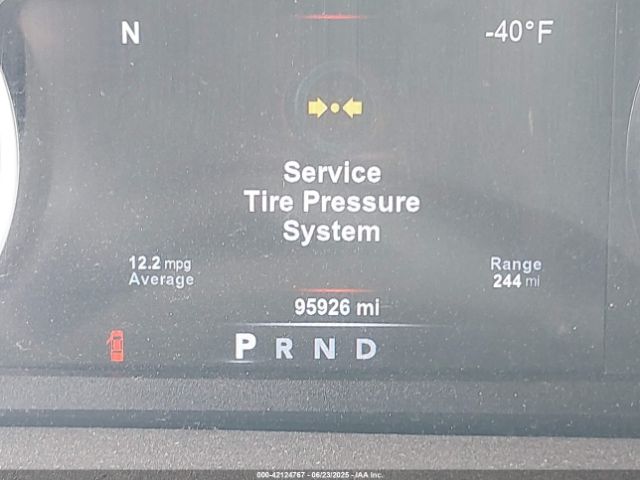 N
-40°F
Service
Tire Pressure
System
12.2 mpg
Average
Range
244 mi
95926 mi
P R N D
000-42124767 - 06/23/2025 - IAA Inc.